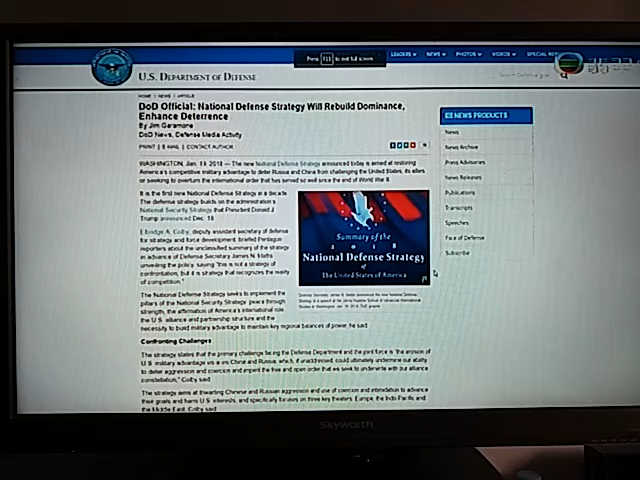 Press F11 to exit full screen
LEADERS NEWS PHOTOS VIDEOS SPECIAL RE
翡翠
U.S. DEPARTMENT OF DEFENSE
HOME NEWS ARTICLE
DoD Official: National Defense Strategy Will Rebuild Dominance,
Enhance Deterrence
By Jim Garamone
DoD News, Defense Media Activity
PRINT | E-MAIL | CONTACT AUTHOR
WASHINGTON, Jan. 19, 2018 — The new National Defense Strategy announced today is aimed at restoring
America's competitive military advantage to deter Russia and China from challenging the United States, its allies
or seeking to overturn the international order that has served so well since the end of World War II.
It is the first new National Defense Strategy in a decade.
The defense strategy builds on the administration's
National Security Strategy that President Donald J.
Trump announced Dec. 18.
Elbridge A. Colby, deputy assistant secretary of defense
for strategy and force development, briefed Pentagon
reporters about the unclassified summary of the strategy
in advance of Defense Secretary James N. Mattis
unveiling the policy, saying "this is not a strategy of
confrontation, but it is strategy that recognizes the reality
of competition."
The National Defense Strategy seeks to implement the
pillars of the National Security Strategy: peace through
strength, the affirmation of America's international role,
the U.S. alliance and partnership structure and the
necessity to build military advantage to maintain key regional balances of power, he said.
Summary of the
2018
National Defense Strategy
of
The United States of America
Confronting Challenges
The strategy states that the primary challenge facing the Defense Department and the joint force is "the erosion of
U.S. military advantage vis-a-vis China and Russia, which, if unaddressed, could ultimately undermine our ability
to deter aggression and coercion and imperil the free and open order that we seek to underwrite with our alliance
constellation," Colby said.
The strategy aims at thwarting Chinese and Russian aggression and use of coercion and intimidation to advance
their goals and harm U.S. interests, and specifically focuses on three key theaters: Europe, the Indo-Pacific and
the Middle East, Colby said.
NEWS PRODUCTS
News
News Archive
Press Advisories
News Releases
Publications
Transcripts
Speeches
Face of Defense
Subscribe
Skyworth